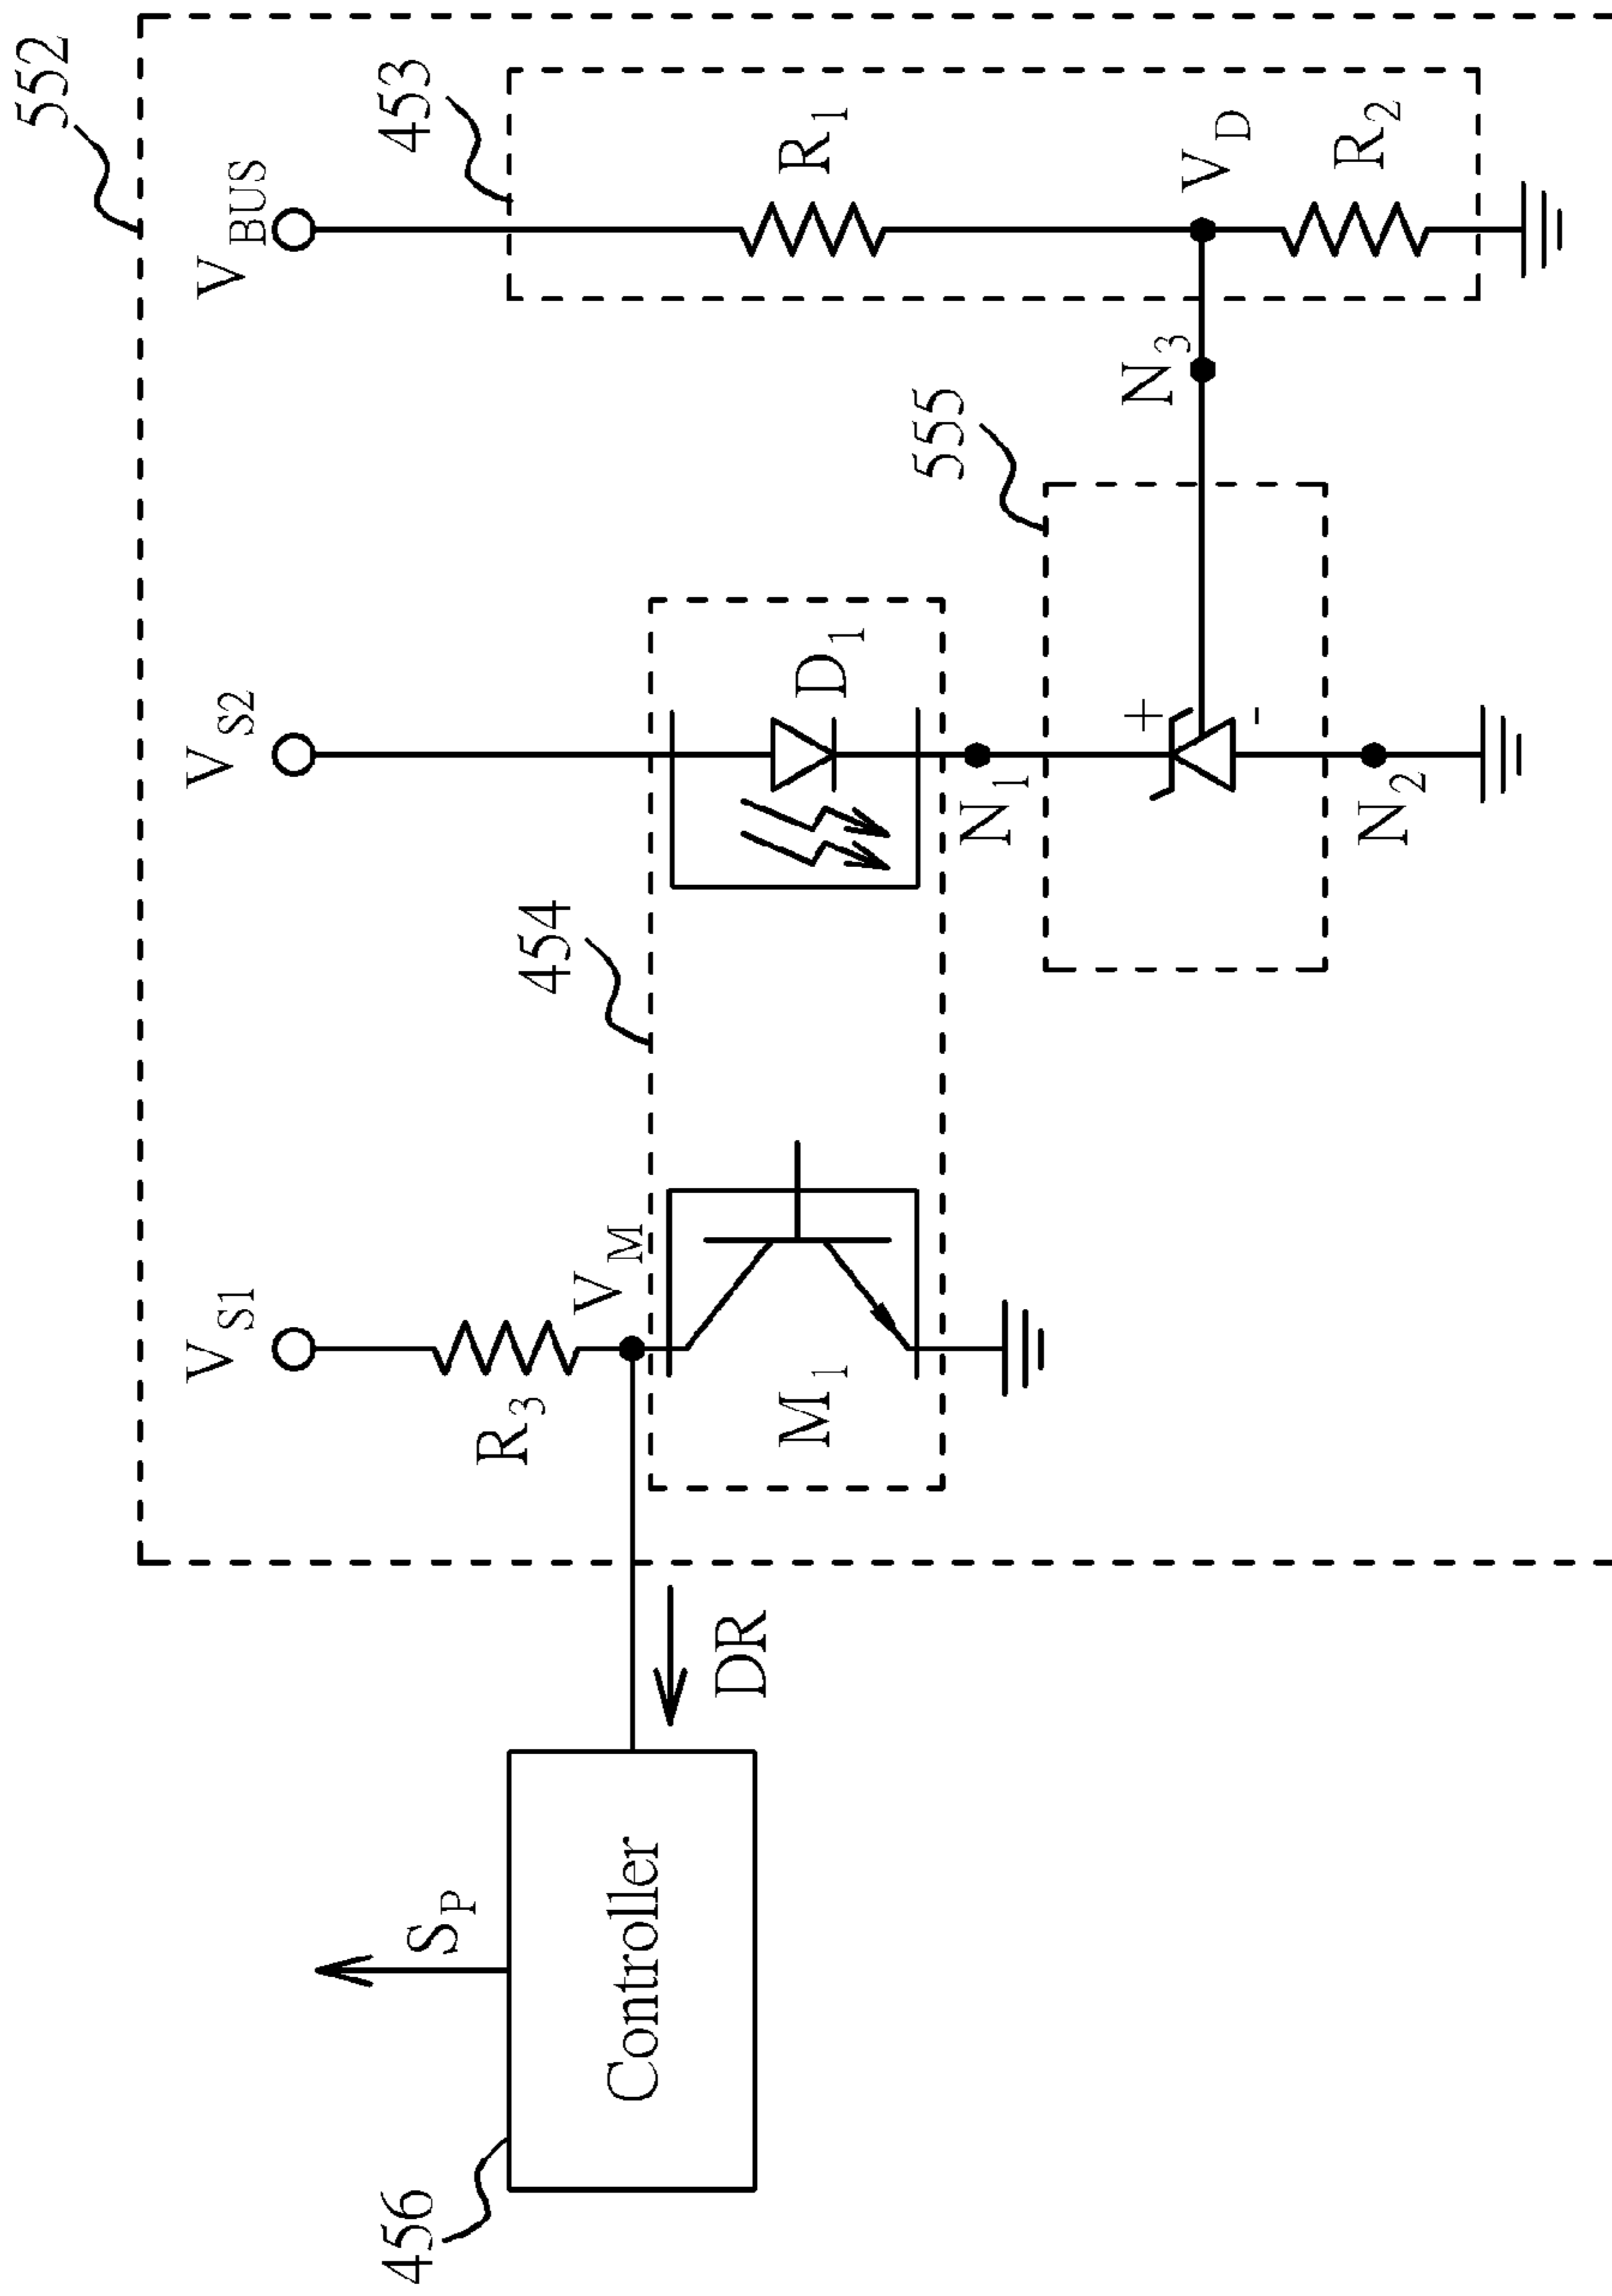 552
V_BUS
453
R_1
V_D
R_2
N_3
555
V_S2
D_1
+
-
N_1
N_2
454
V_S1
R_3
V_M
M_1
DR
S_P
Controller
456